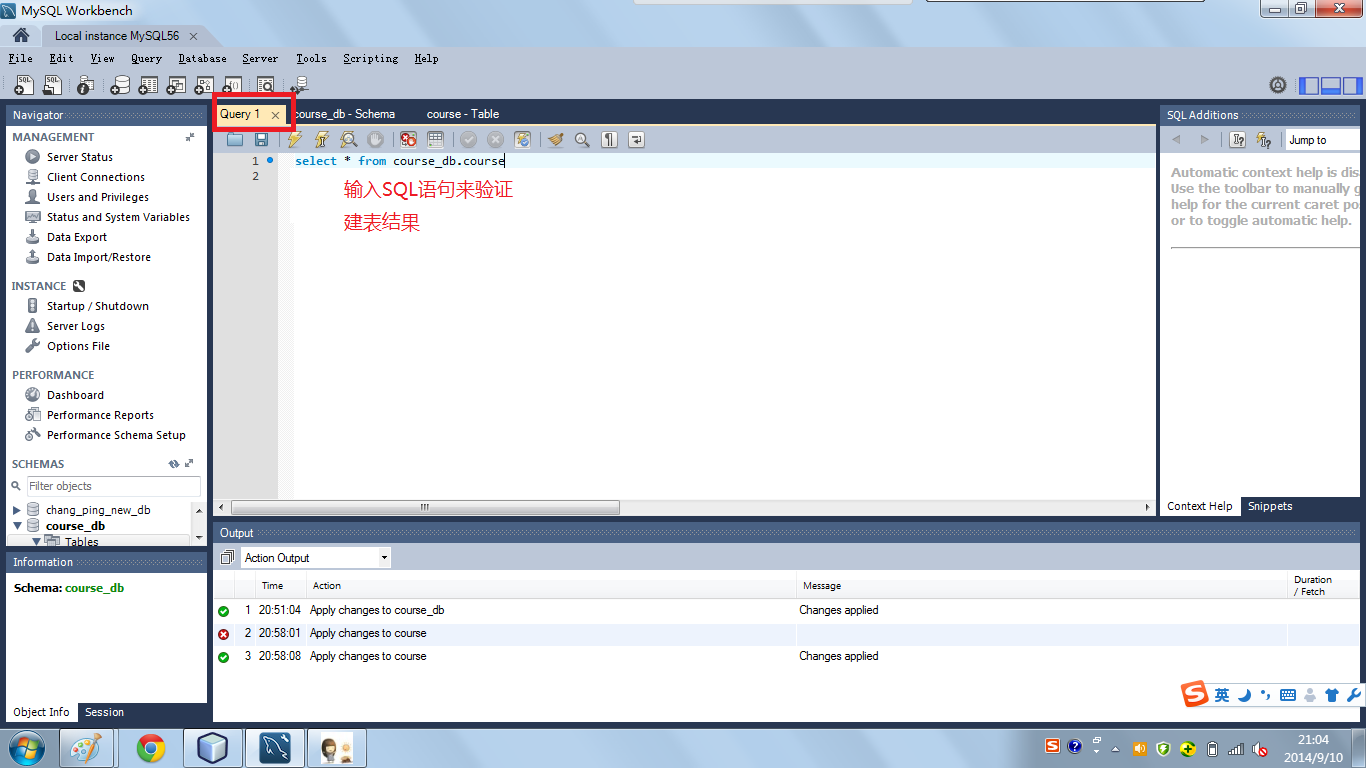 MySQL Workbench
Local instance MySQL56
File Edit View Query Database Server Tools Scripting Help
Navigator
MANAGEMENT
Server Status
Client Connections
Users and Privileges
Status and System Variables
Data Export
Data Import/Restore
INSTANCE
Startup / Shutdown
Server Logs
Options File
PERFORMANCE
Dashboard
Performance Reports
Performance Schema Setup
SCHEMAS
Filter objects
chang_ping_new_db
course_db
Tables
Information
Schema: course_db
Object Info Session
Query 1 course_db - Schema course - Table
1 select * from course_db.course
2
输入SQL语句来验证
建表结果
SQL Additions
Jump to
Automatic context help is dis
Use the toolbar to manually g
help for the current caret po
or to toggle automatic help.
Context Help Snippets
Output
Action Output
Time Action Message Duration / Fetch
1 20:51:04 Apply changes to course_db Changes applied
2 20:58:01 Apply changes to course
3 20:58:08 Apply changes to course Changes applied
英
21:04
2014/9/10